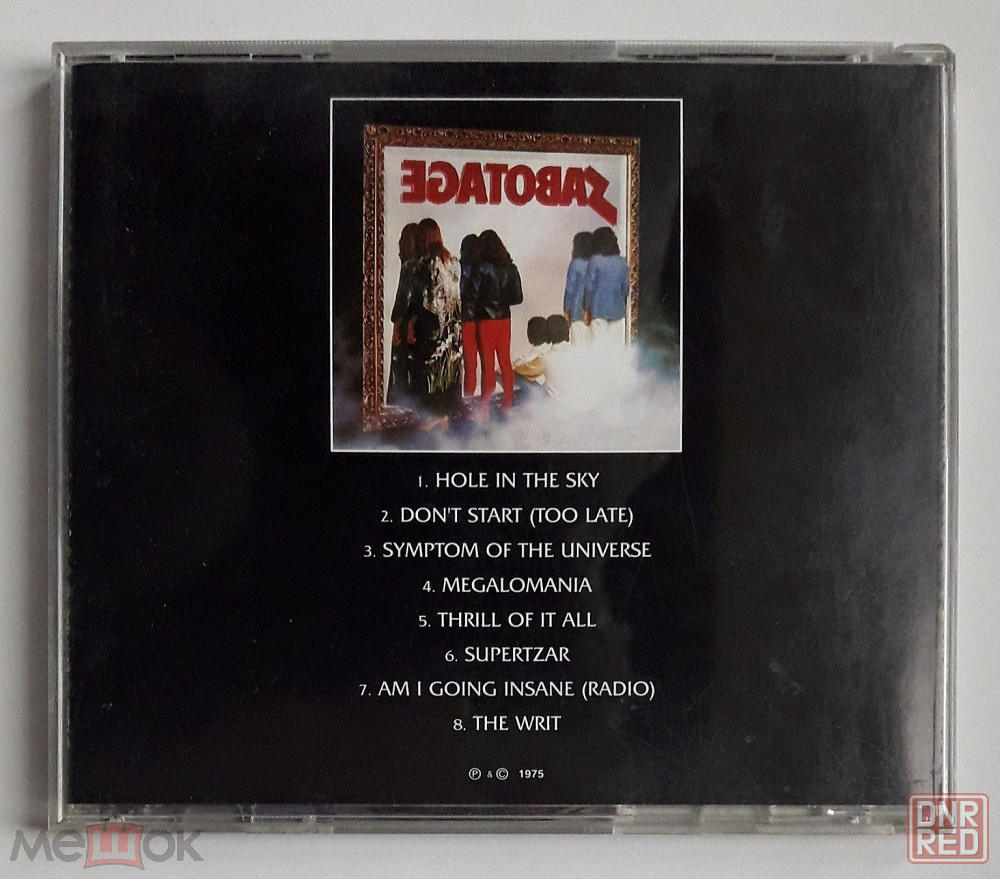 SABOTAGE
1. HOLE IN THE SKY
2. DON'T START (TOO LATE)
3. SYMPTOM OF THE UNIVERSE
4. MEGALOMANIA
5. THRILL OF IT ALL
6. SUPERTZAR
7. AM I GOING INSANE (RADIO)
8. THE WRIT
℗ & © 1975
мешок
DNR
RED